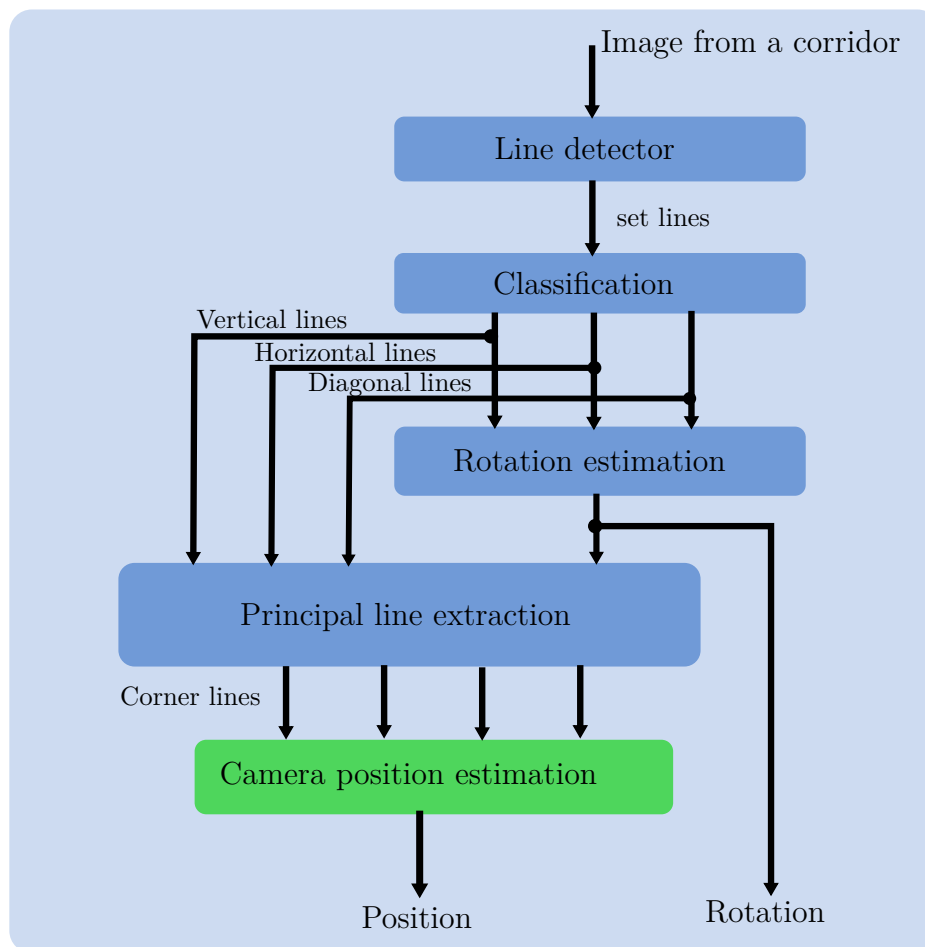 Image from a corridor
Line detector
set lines
Classification
Vertical lines
Horizontal lines
Diagonal lines
Rotation estimation
Principal line extraction
Corner lines
Camera position estimation
Position
Rotation